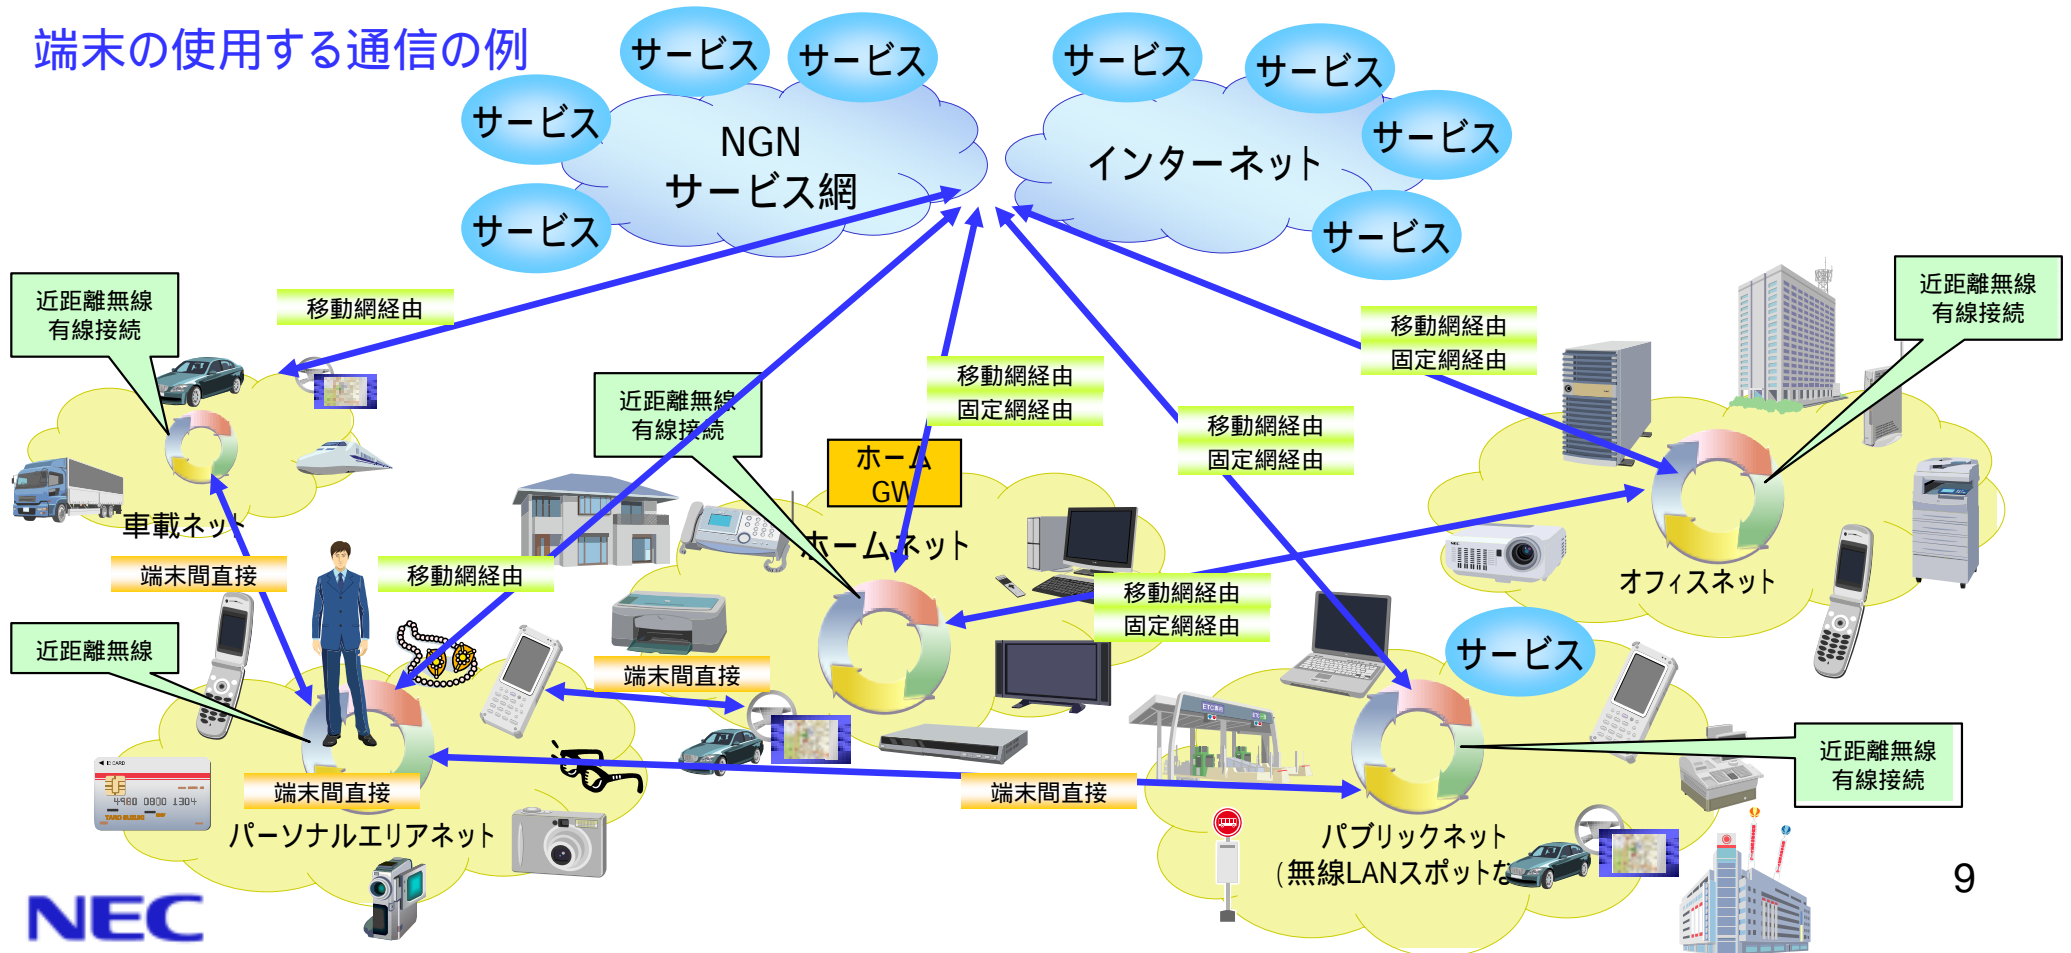 端末の使用する通信の例
サービス
サービス
サービス
サービス
NGN
サービス網
サービス
サービス
サービス
サービス
インターネット
近距離無線
有線接続
移動網経由
車載ネット
端末間直接
移動網経由
近距離無線
有線接続
移動網経由
固定網経由
ホーム
GW
ホームネット
移動網経由
固定網経由
移動網経由
固定網経由
近距離無線
有線接続
オフィスネット
移動網経由
固定網経由
近距離無線
端末間直接
端末間直接
パーソナルエリアネット
ID CARD
4980 0800 1304
端末間直接
サービス
ETC専用
近距離無線
有線接続
パブリックネット
(無線LANスポットな
NEC
9